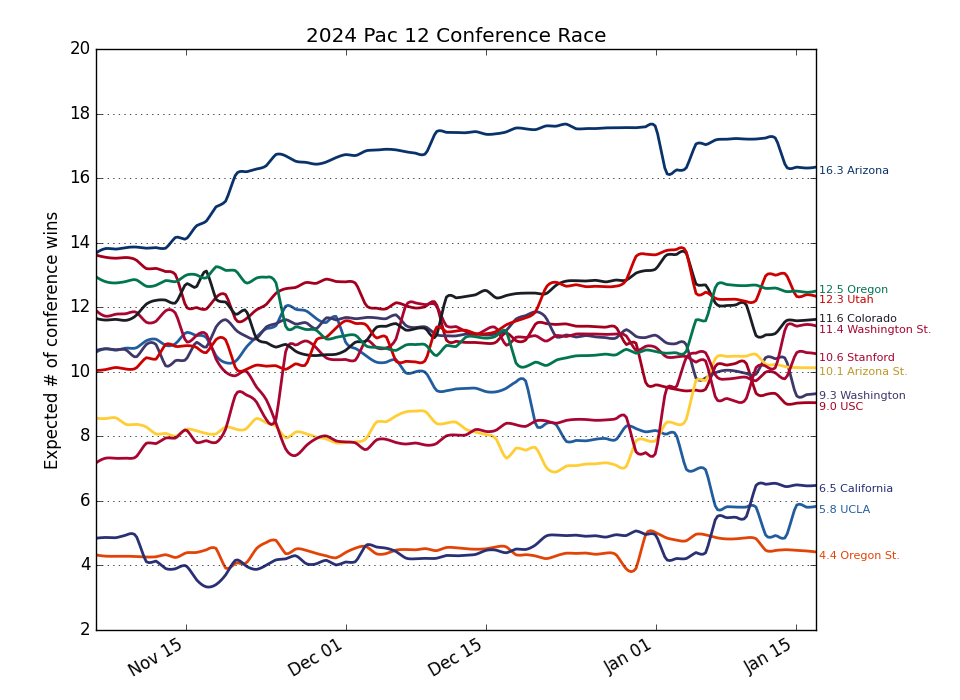 2024 Pac 12 Conference Race
Expected # of conference wins
20
18
16
14
12
10
8
6
4
2
Nov 15
Dec 01
Dec 15
Jan 01
Jan 15
16.3 Arizona
12.5 Oregon
12.3 Utah
11.6 Colorado
11.4 Washington St.
10.6 Stanford
10.1 Arizona St.
9.3 Washington
9.0 USC
6.5 California
5.8 UCLA
4.4 Oregon St.